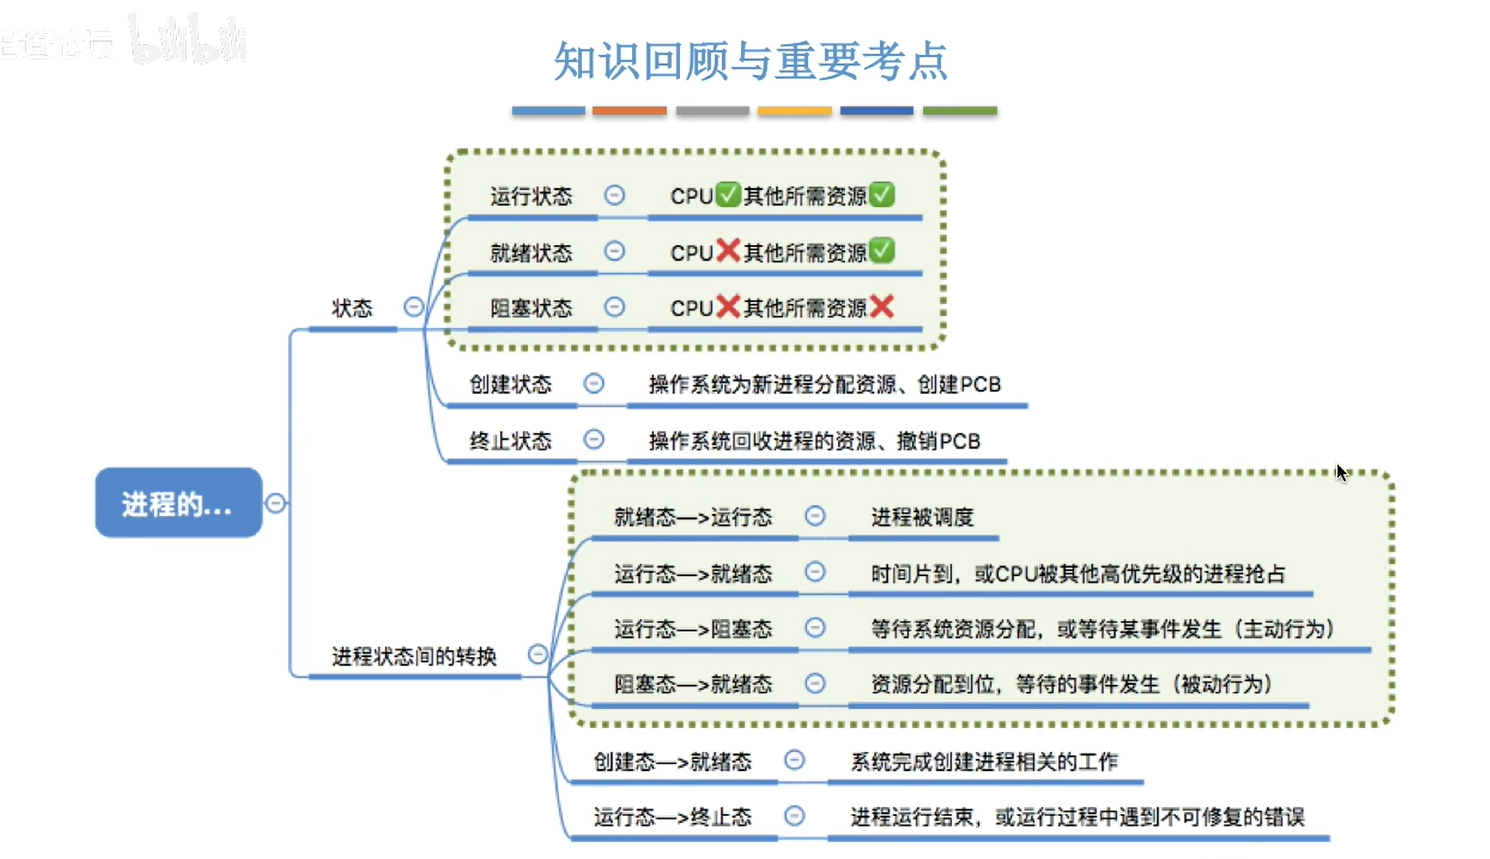 王道论坛 bilibili
知识回顾与重要考点
运行状态 CPU✅其他所需资源✅
就绪状态 CPU❌其他所需资源✅
状态
阻塞状态 CPU❌其他所需资源❌
创建状态 操作系统为新进程分配资源、创建PCB
终止状态 操作系统回收进程的资源、撤销PCB
进程的...
就绪态—>运行态 进程被调度
运行态—>就绪态 时间片到，或CPU被其他高优先级的进程抢占
运行态—>阻塞态 等待系统资源分配，或等待某事件发生（主动行为）
进程状态间的转换
阻塞态—>就绪态 资源分配到位，等待的事件发生（被动行为）
创建态—>就绪态 系统完成创建进程相关的工作
运行态—>终止态 进程运行结束，或运行过程中遇到不可修复的错误